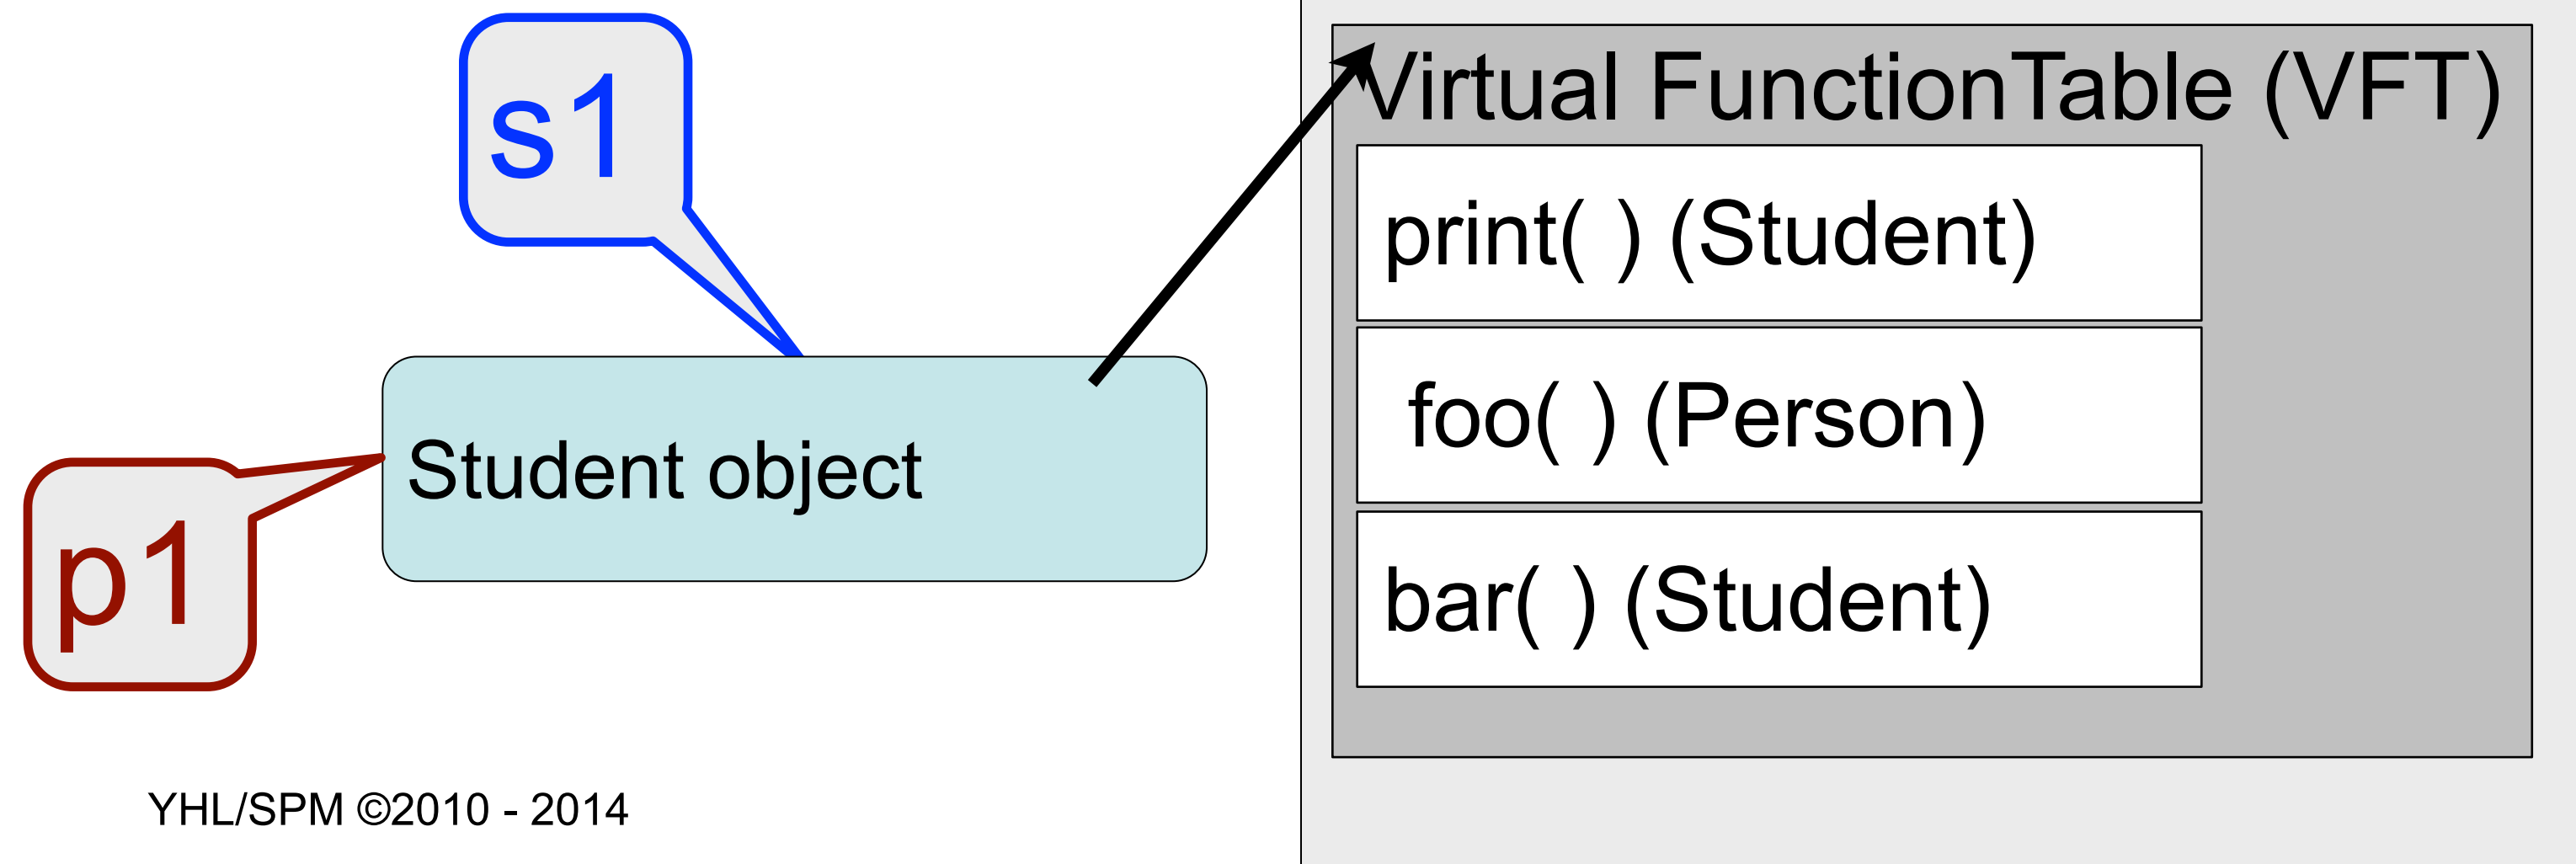 s1
Virtual FunctionTable (VFT)
print( ) (Student)
foo( ) (Person)
Student object
p1
bar( ) (Student)
YHL/SPM ©2010 - 2014